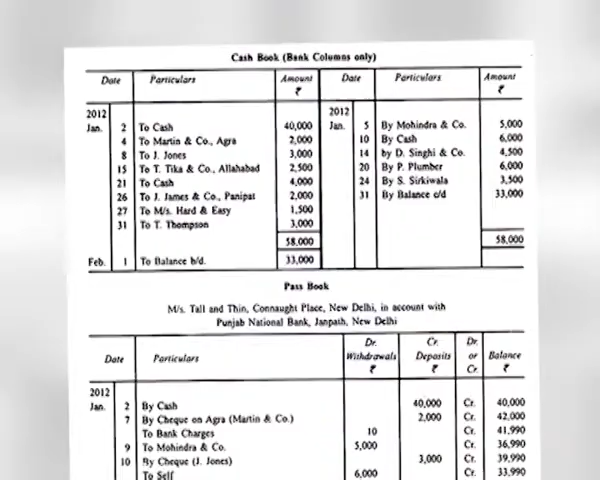 Cash Book (Bank Columns only)
Date Particulars Amount ₹ Date Particulars Amount ₹
2012 2012
Jan. 2 To Cash 40,000 Jan. 5 By Mohindra & Co. 5,000
4 To Martin & Co., Agra 2,000 10 By Cash 6,000
8 To J. Jones 3,000 14 by D. Singhi & Co. 4,500
15 To T. Tika & Co., Allahabad 2,500 20 By P. Plumber 6,000
21 To Cash 4,000 24 By S. Sirkiwala 3,500
26 To J. James & Co., Panipat 2,000 31 By Balance c/d 33,000
27 To M/s. Hard & Easy 1,500
31 To T. Thompson 3,000
58,000 58,000
Feb. 1 To Balance b/d. 33,000
Pass Book
M/s. Tall and Thin, Connaught Place, New Delhi, in account with
Punjab National Bank, Janpath, New Delhi
Date Particulars Dr. Withdrawals ₹ Cr. Deposits ₹ Dr. or Cr. Balance ₹
2012
Jan. 2 By Cash 40,000 Cr. 40,000
7 By Cheque on Agra (Martin & Co.) 2,000 Cr. 42,000
To Bank Charges 10 Cr. 41,990
9 To Mohindra & Co. 5,000 Cr. 36,990
10 By Cheque (J. Jones) 3,000 Cr. 39,990
To Self 6,000 Cr. 33,990